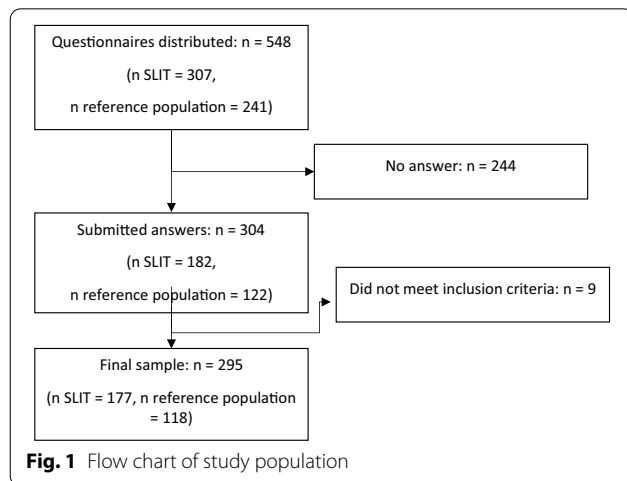 Questionnaires distributed: n = 548
(n SLIT = 307,
n reference population = 241)
No answer: n = 244
Submitted answers: n = 304
(n SLIT = 182,
n reference population = 122)
Did not meet inclusion criteria: n = 9
Final sample: n = 295
(n SLIT = 177, n reference population
= 118)
Fig. 1 Flow chart of study population